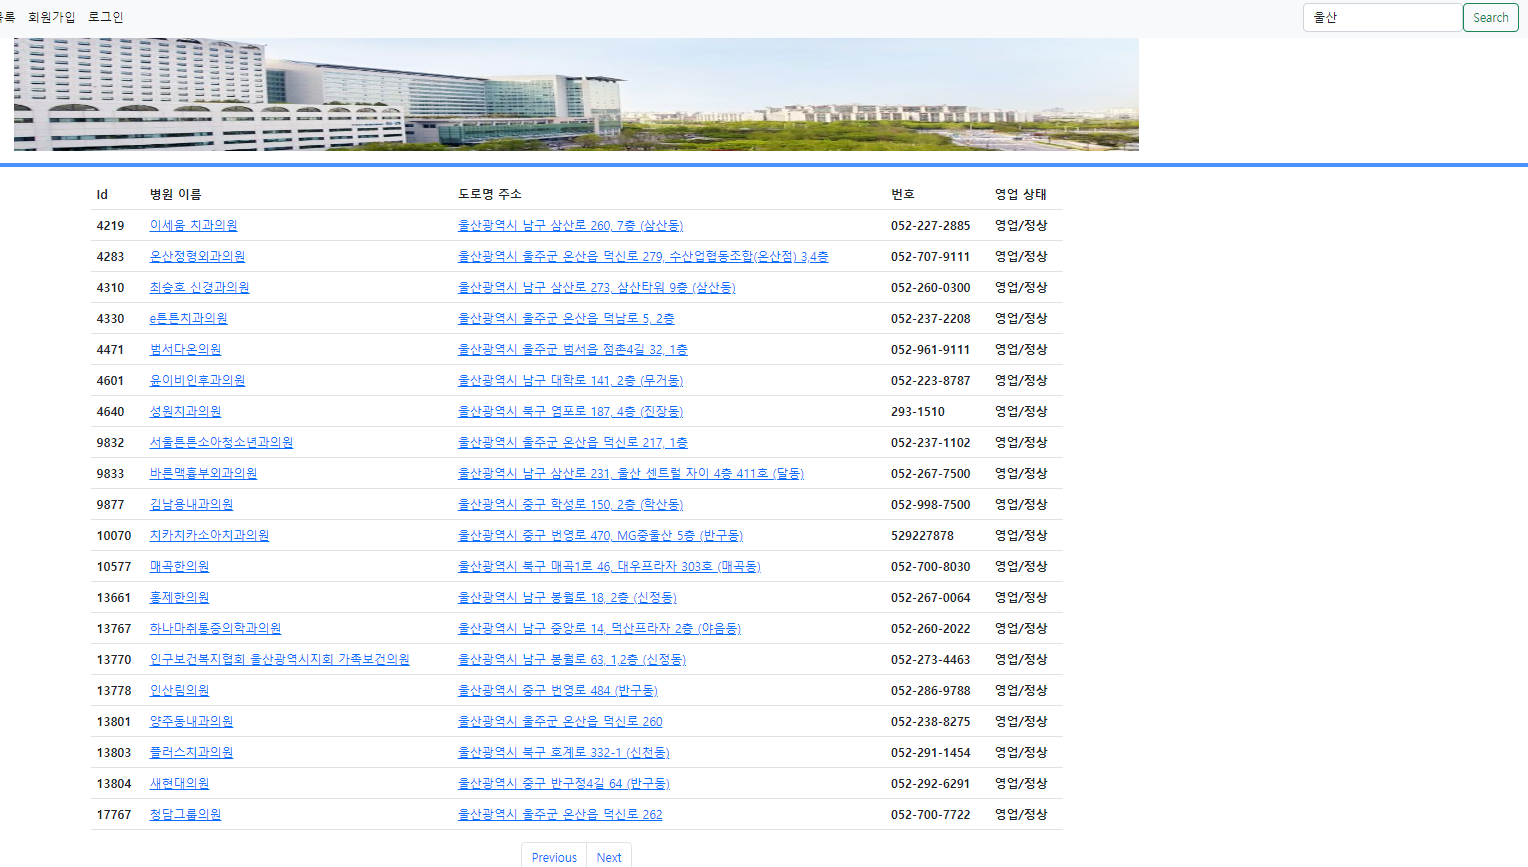 록 회원가입 로그인 울산 Search
Id 병원 이름 도로명 주소 번호 영업 상태
4219 이세움 치과의원 울산광역시 남구 삼산로 260, 7층 (삼산동) 052-227-2885 영업/정상
4283 온산정형외과의원 울산광역시 울주군 온산읍 덕신로 279, 수산업협동조합(온산점) 3,4층 052-707-9111 영업/정상
4310 최승호 신경과의원 울산광역시 남구 삼산로 273, 삼산타워 9층 (삼산동) 052-260-0300 영업/정상
4330 e튼튼치과의원 울산광역시 울주군 온산읍 덕남로 5, 2층 052-237-2208 영업/정상
4471 범서다온의원 울산광역시 울주군 범서읍 점촌4길 32, 1층 052-961-9111 영업/정상
4601 윤이비인후과의원 울산광역시 남구 대학로 141, 2층 (무거동) 052-223-8787 영업/정상
4640 성원치과의원 울산광역시 북구 염포로 187, 4층 (진장동) 293-1510 영업/정상
9832 서울튼튼소아청소년과의원 울산광역시 울주군 온산읍 덕신로 217, 1층 052-237-1102 영업/정상
9833 바른맥흉부외과의원 울산광역시 남구 삼산로 231, 울산 센트럴 자이 4층 411호 (달동) 052-267-7500 영업/정상
9877 김남용내과의원 울산광역시 중구 학성로 150, 2층 (학산동) 052-998-7500 영업/정상
10070 치카치카소아치과의원 울산광역시 중구 번영로 470, MG중울산 5층 (반구동) 529227878 영업/정상
10577 매곡한의원 울산광역시 북구 매곡1로 46, 대우프라자 303호 (매곡동) 052-700-8030 영업/정상
13661 홍제한의원 울산광역시 남구 봉월로 18, 2층 (신정동) 052-267-0064 영업/정상
13767 하나마취통증의학과의원 울산광역시 남구 중앙로 14, 덕산프라자 2층 (야음동) 052-260-2022 영업/정상
13770 인구보건복지협회 울산광역시지회 가족보건의원 울산광역시 남구 봉월로 63, 1,2층 (신정동) 052-273-4463 영업/정상
13778 인산림의원 울산광역시 중구 번영로 484 (반구동) 052-286-9788 영업/정상
13801 양주동내과의원 울산광역시 울주군 온산읍 덕신로 260 052-238-8275 영업/정상
13803 플러스치과의원 울산광역시 북구 호계로 332-1 (신천동) 052-291-1454 영업/정상
13804 새현대의원 울산광역시 중구 반구정4길 64 (반구동) 052-292-6291 영업/정상
17767 청담그룹의원 울산광역시 울주군 온산읍 덕신로 262 052-700-7722 영업/정상
Previous Next